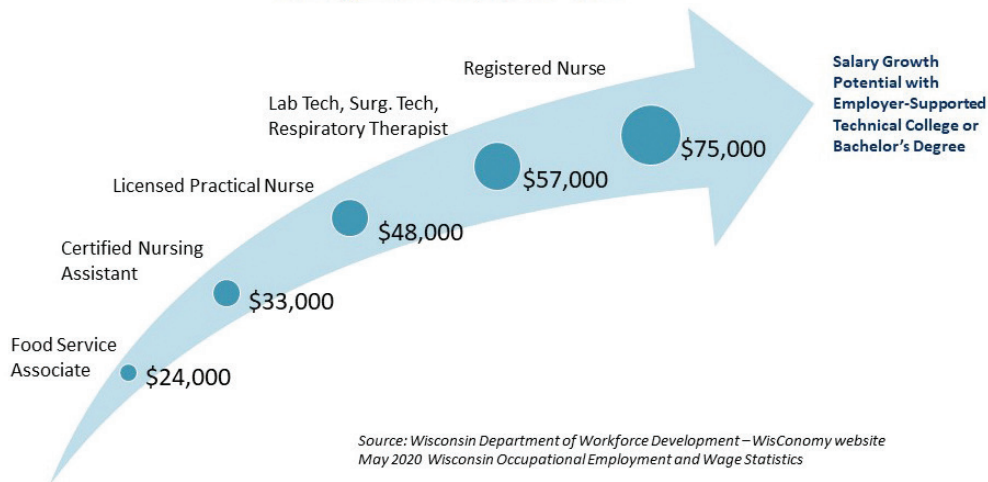 Registered Nurse
Lab Tech, Surg. Tech,
Respiratory Therapist
Licensed Practical Nurse
Certified Nursing
Assistant
Food Service
Associate
$75,000
$57,000
$48,000
$33,000
$24,000
Salary Growth
Potential with
Employer-Supported
Technical College or
Bachelor's Degree
Source: Wisconsin Department of Workforce Development – WisConomy website
May 2020 Wisconsin Occupational Employment and Wage Statistics